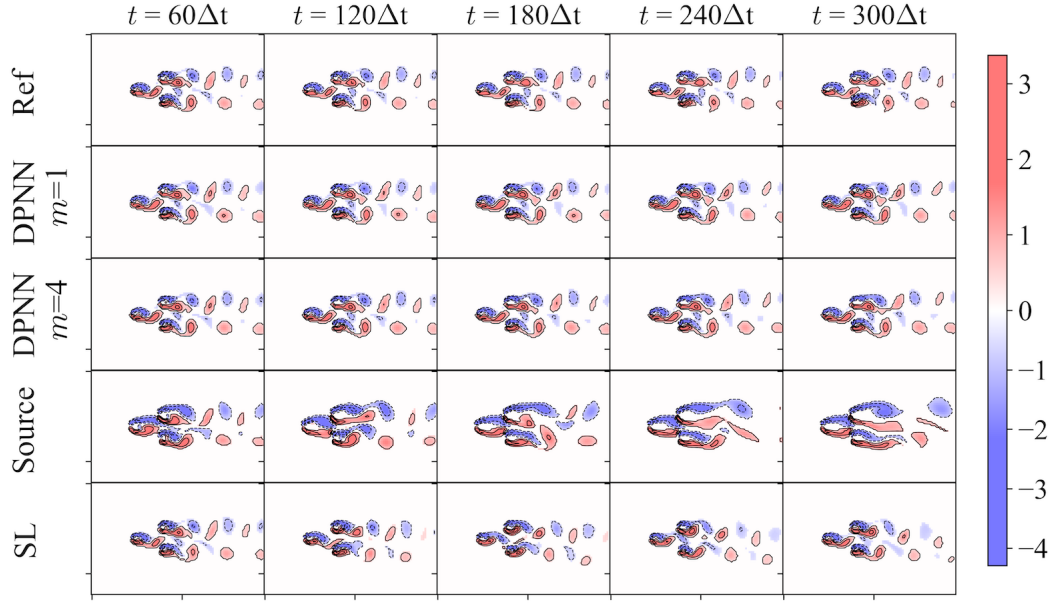 t = 60Δt
t = 120Δt
t = 180Δt
t = 240Δt
t = 300Δt
Ref
DPNN
m=1
DPNN
m=4
Source
SL
3
2
1
0
−1
−2
−3
−4